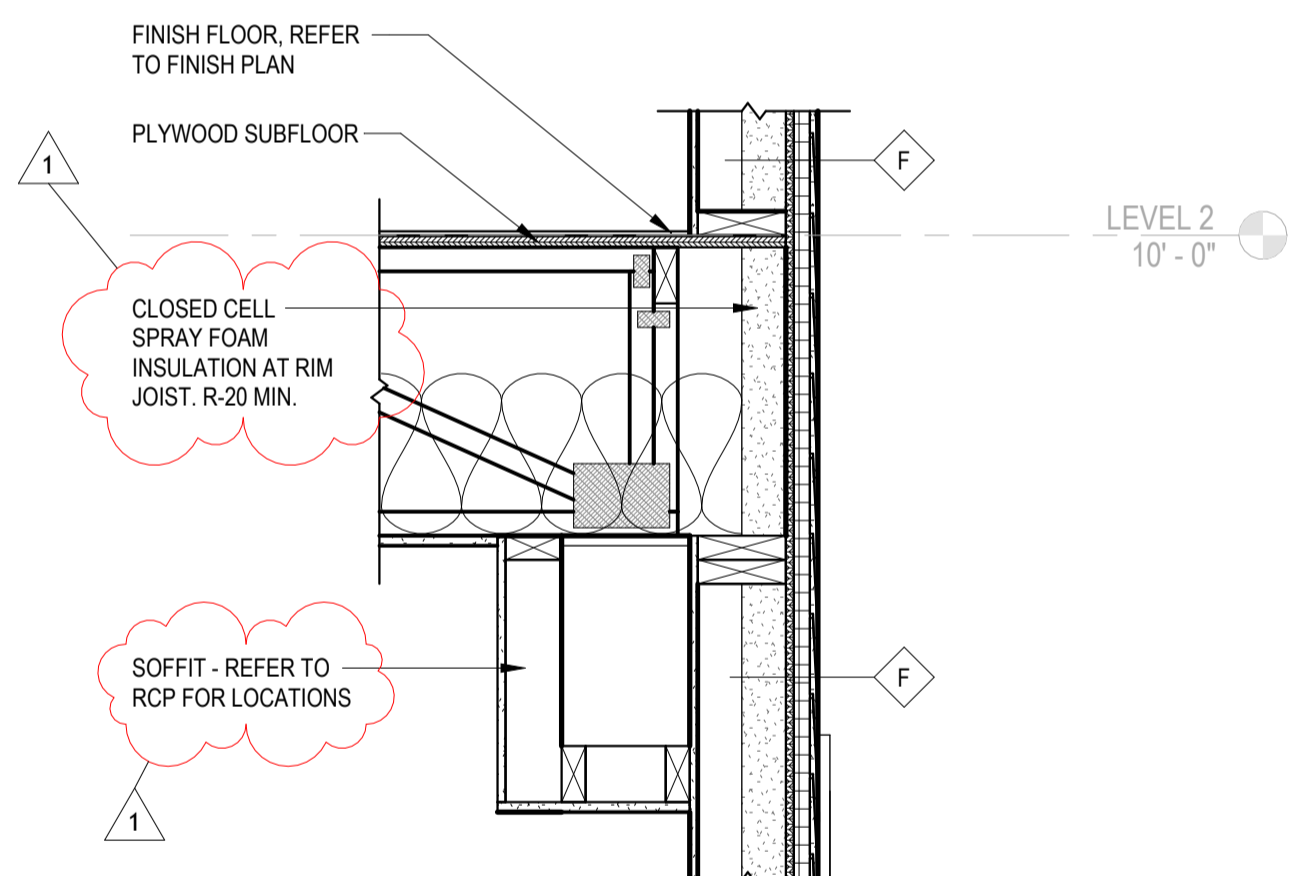 FINISH FLOOR, REFER
TO FINISH PLAN
PLYWOOD SUBFLOOR
1
F
LEVEL 2
10' - 0"
CLOSED CELL
SPRAY FOAM
INSULATION AT RIM
JOIST. R-20 MIN.
SOFFIT - REFER TO
RCP FOR LOCATIONS
F
1